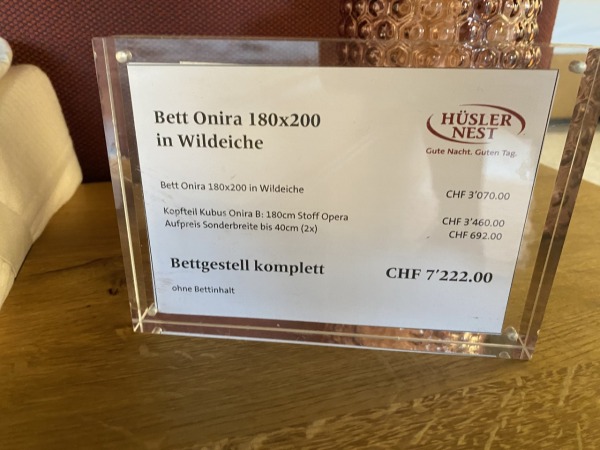 Bett Onira 180x200
in Wildeiche
HÜSLER
NEST
Gute Nacht. Guten Tag.
Bett Onira 180x200 in Wildeiche CHF 3'070.00
Kopfteil Kubus Onira B: 180cm Stoff Opera CHF 3'460.00
Aufpreis Sonderbreite bis 40cm (2x) CHF 692.00
Bettgestell komplett CHF 7'222.00
ohne Bettinhalt